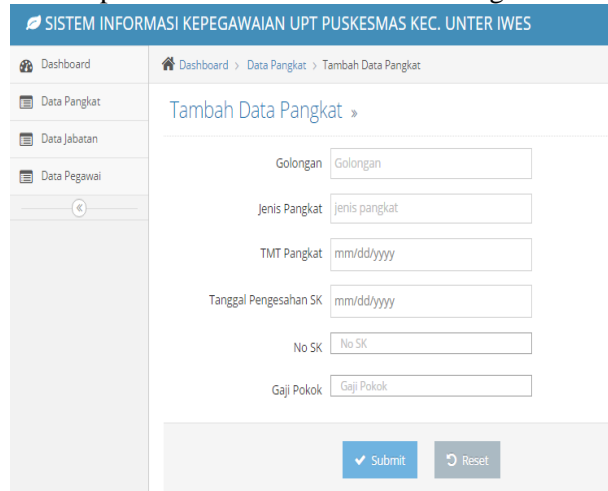 SISTEM INFORMASI KEPEGAWAIAN UPT PUSKESMAS KEC. UNTER IWES
Dashboard
Data Pangkat
Data Jabatan
Data Pegawai
Dashboard > Data Pangkat > Tambah Data Pangkat
Tambah Data Pangkat »
Golongan Golongan
Jenis Pangkat jenis pangkat
TMT Pangkat mm/dd/yyyy
Tanggal Pengesahan SK mm/dd/yyyy
No SK No SK
Gaji Pokok Gaji Pokok
Submit Reset